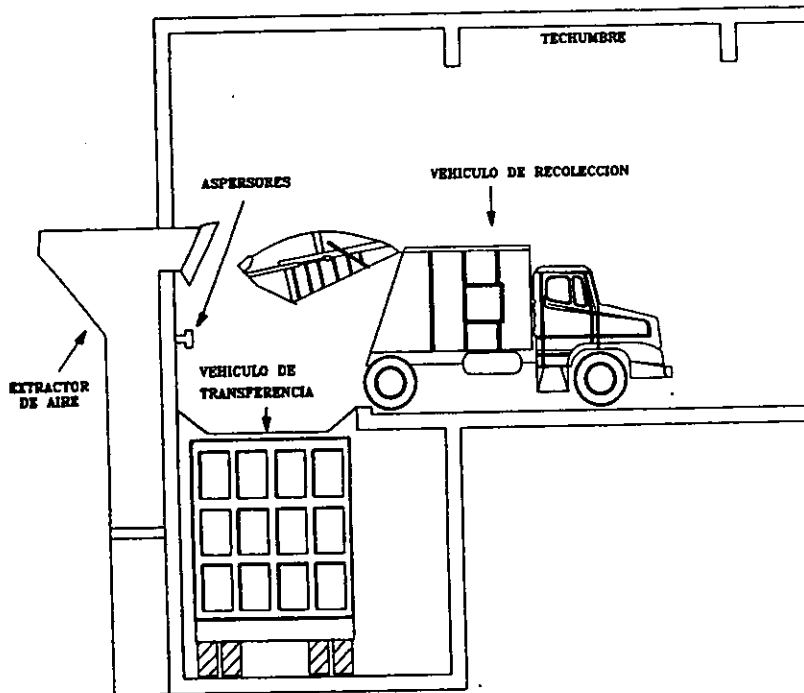 TECHUMBRE
ASPERSORES
VEHICULO DE RECOLECCION
VEHICULO DE
TRANSFERENCIA
EXTRACTOR
DE AIRE